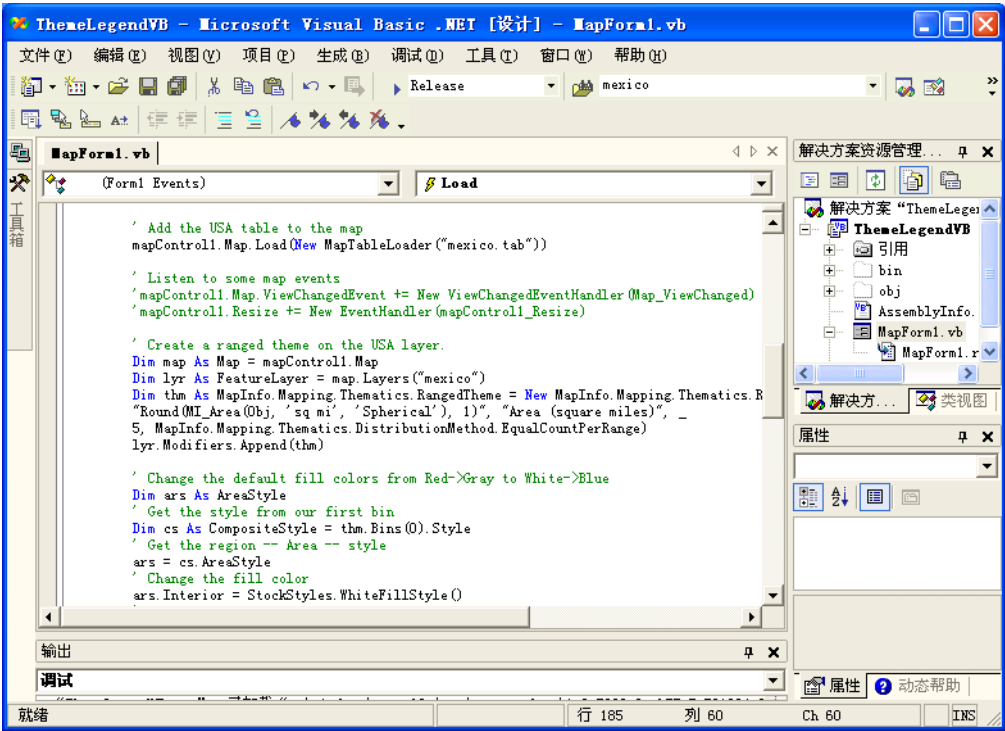 ThemeLegendVB - Microsoft Visual Basic .NET [设计] - MapForm1.vb
文件(F) 编辑(E) 视图(V) 项目(P) 生成(B) 调试(D) 工具(T) 窗口(W) 帮助(H)
Release mexico
MapForm1.vb
(Form1 Events) Load
工具箱
' Add the USA table to the map
mapControl1.Map.Load(New MapTableLoader("mexico.tab"))
' Listen to some map events
'mapControl1.Map.ViewChangedEvent += New ViewChangedEventHandler(Map_ViewChanged)
'mapControl1.Resize += New EventHandler(mapControl1_Resize)
' Create a ranged theme on the USA layer.
Dim map As Map = mapControl1.Map
Dim lyr As FeatureLayer = map.Layers("mexico")
Dim thm As MapInfo.Mapping.Thematics.RangedTheme = New MapInfo.Mapping.Thematics.R
"Round(MI_Area(Obj, 'sq mi', 'Spherical'), 1)", "Area (square miles)", _
5, MapInfo.Mapping.Thematics.DistributionMethod.EqualCountPerRange)
lyr.Modifiers.Append(thm)
' Change the default fill colors from Red->Gray to White->Blue
Dim ars As AreaStyle
' Get the style from our first bin
Dim cs As CompositeStyle = thm.Bins(0).Style
' Get the region -- Area -- style
ars = cs.AreaStyle
' Change the fill color
ars.Interior = StockStyles.WhiteFillStyle()
解决方案资源管理...
解决方案 "ThemeLege
ThemeLegendVB
引用
bin
obj
AssemblyInfo.
MapForm1.vb
MapForm1.r
解决方... 类视图
属性
属性 动态帮助
输出
调试
就绪 行 185 列 60 Ch 60 INS